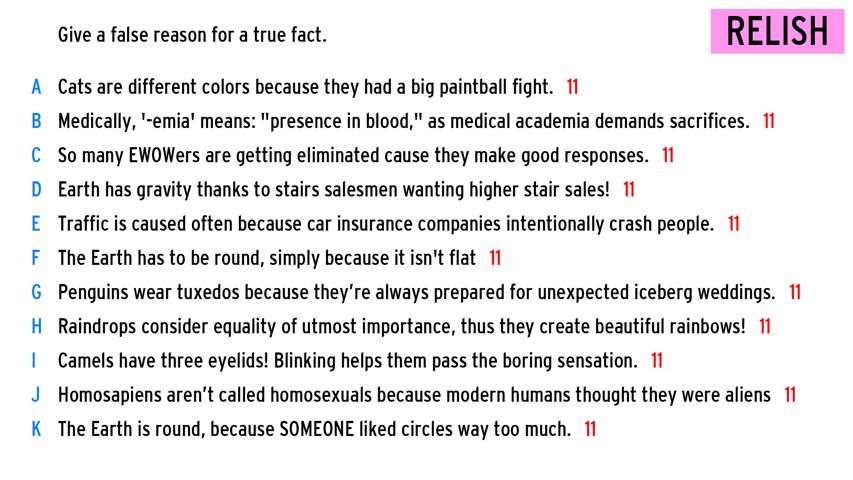 Give a false reason for a true fact.
RELISH
A Cats are different colors because they had a big paintball fight. 11
B Medically, '-emia' means: "presence in blood," as medical academia demands sacrifices. 11
C So many EWOWers are getting eliminated cause they make good responses. 11
D Earth has gravity thanks to stairs salesmen wanting higher stair sales! 11
E Traffic is caused often because car insurance companies intentionally crash people. 11
F The Earth has to be round, simply because it isn't flat 11
G Penguins wear tuxedos because they’re always prepared for unexpected iceberg weddings. 11
H Raindrops consider equality of utmost importance, thus they create beautiful rainbows! 11
I Camels have three eyelids! Blinking helps them pass the boring sensation. 11
J Homosapiens aren’t called homosexuals because modern humans thought they were aliens 11
K The Earth is round, because SOMEONE liked circles way too much. 11